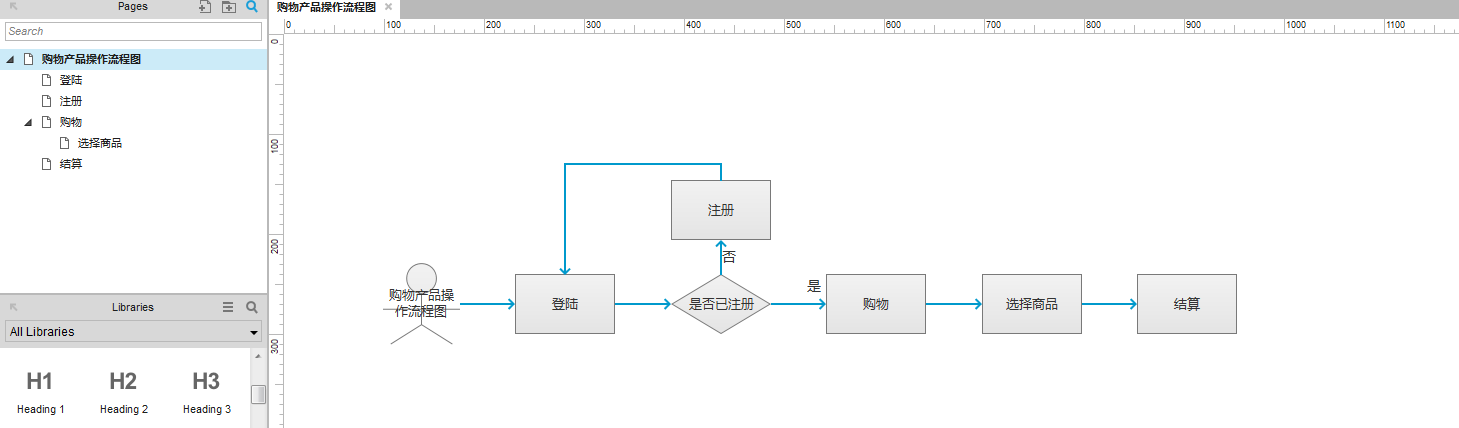 Pages
Search
购物产品操作流程图
登陆
注册
购物
选择商品
结算
Libraries
All Libraries
H1
H2
H3
Heading 1
Heading 2
Heading 3
购物产品操作流程图
0
100
200
300
400
500
600
700
800
900
1000
1100
0
100
200
300
注册
否
购物产品操
作流程图
登陆
是否已注册
是
购物
选择商品
结算